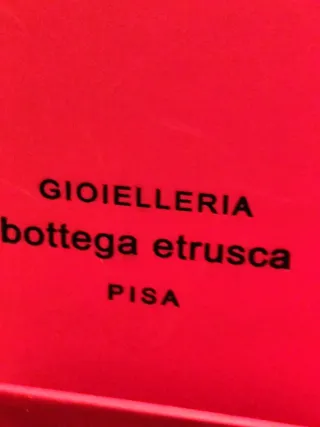 GIOIELLERIA
bottega etrusca
PISA